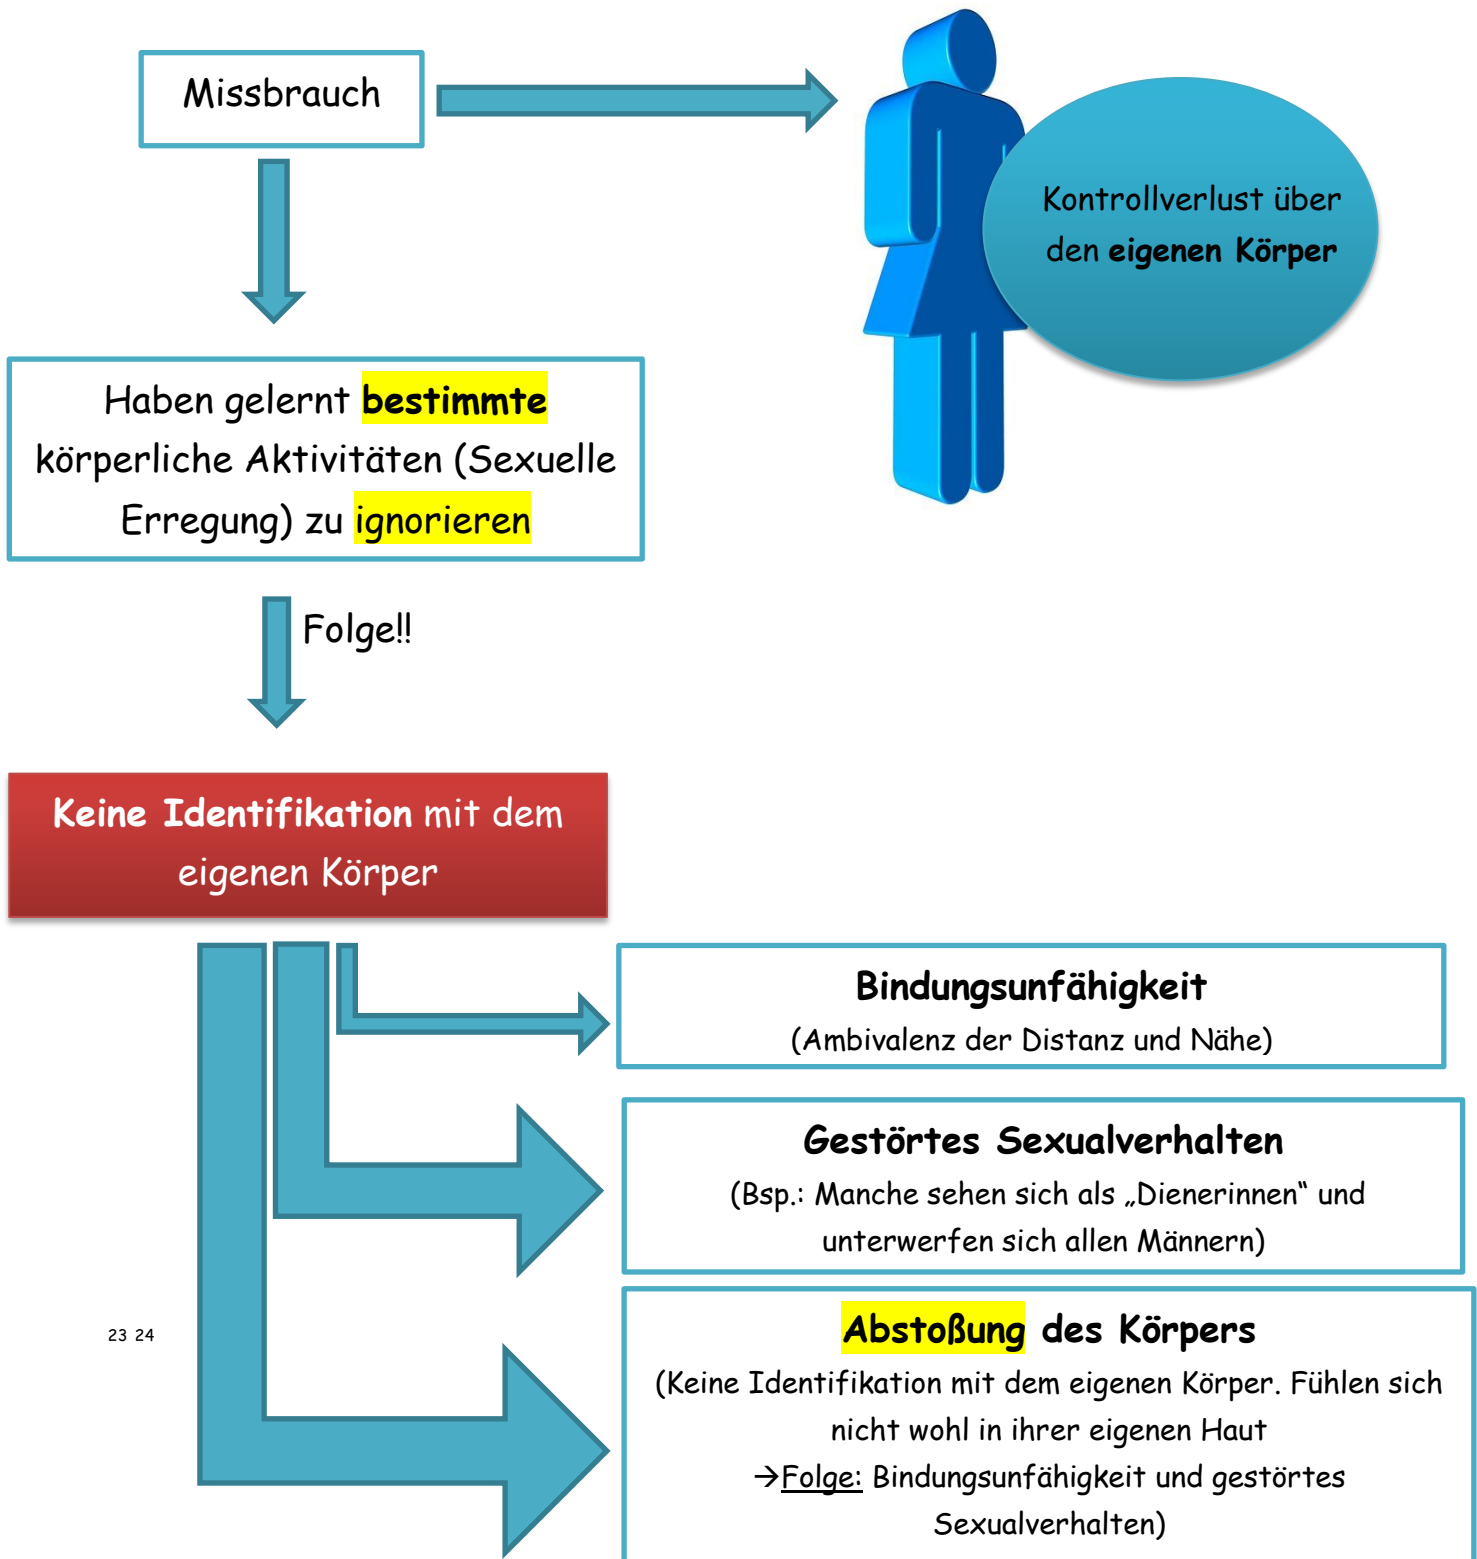 Missbrauch
Kontrollverlust über
den eigenen Körper
Haben gelernt bestimmte
körperliche Aktivitäten (Sexuelle
Erregung) zu ignorieren
Folge!!
Keine Identifikation mit dem
eigenen Körper
Bindungsunfähigkeit
(Ambivalenz der Distanz und Nähe)
Gestörtes Sexualverhalten
(Bsp.: Manche sehen sich als „Dienerinnen“ und
unterwerfen sich allen Männern)
23 24
Abstoßung des Körpers
(Keine Identifikation mit dem eigenen Körper. Fühlen sich
nicht wohl in ihrer eigenen Haut
→Folge: Bindungsunfähigkeit und gestörtes
Sexualverhalten)